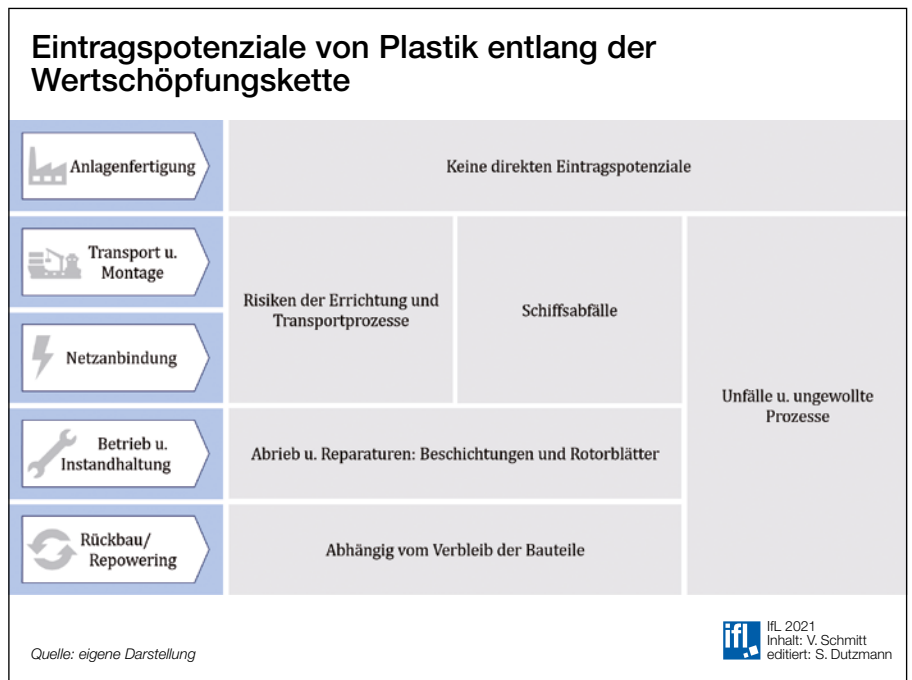 Eintragspotenziale von Plastik entlang der
Wertschöpfungskette
Anlagenfertigung
Keine direkten Eintragspotenziale
Transport u.
Montage
Risiken der Errichtung und
Transportprozesse
Schiffsabfälle
Netzanbindung
Unfälle u. ungewollte
Prozesse
Betrieb u.
Instandhaltung
Abrieb u. Reparaturen: Beschichtungen und Rotorblätter
Rückbau/
Repowering
Abhängig vom Verbleib der Bauteile
Quelle: eigene Darstellung
ifl
IfL 2021
Inhalt: V. Schmitt
editiert: S. Dutzmann